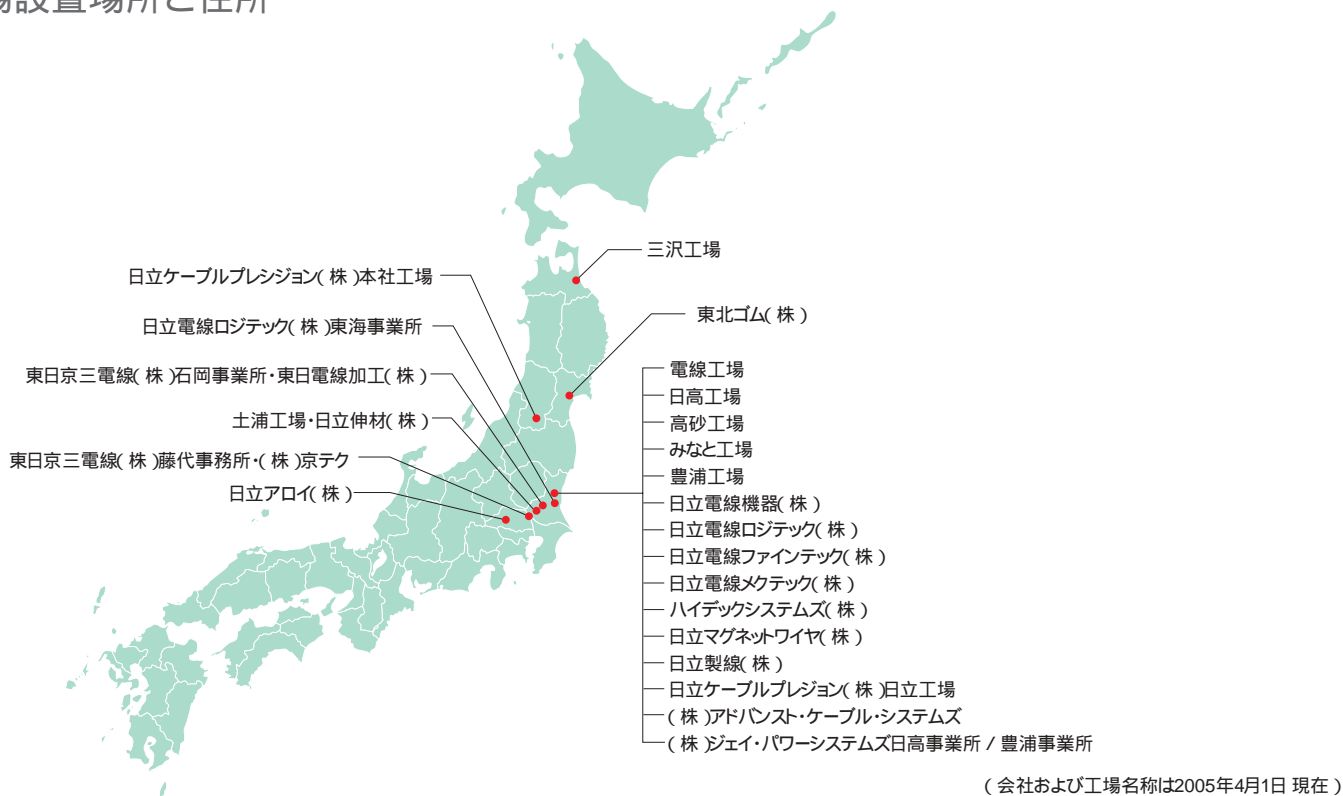 場設置場所と住所
三沢工場
日立ケーブルプレシジョン(株)本社工場
東北ゴム(株)
日立電線ロジテック(株)東海事業所
東日京三電線(株)石岡事業所・東日電線加工(株)
土浦工場・日立伸材(株)
東日京三電線(株)藤代事務所・(株)京テク
日立アロイ(株)
電線工場
日高工場
高砂工場
みなと工場
豊浦工場
日立電線機器(株)
日立電線ロジテック(株)
日立電線ファインテック(株)
日立電線メクテック(株)
ハイデックシステムズ(株)
日立マグネットワイヤ(株)
日立製線(株)
日立ケーブルプレジョン(株)日立工場
(株)アドバンスト・ケーブル・システムズ
(株)ジェイ・パワーシステムズ日高事業所 / 豊浦事業所
(会社および工場名称は2005年4月1日 現在)